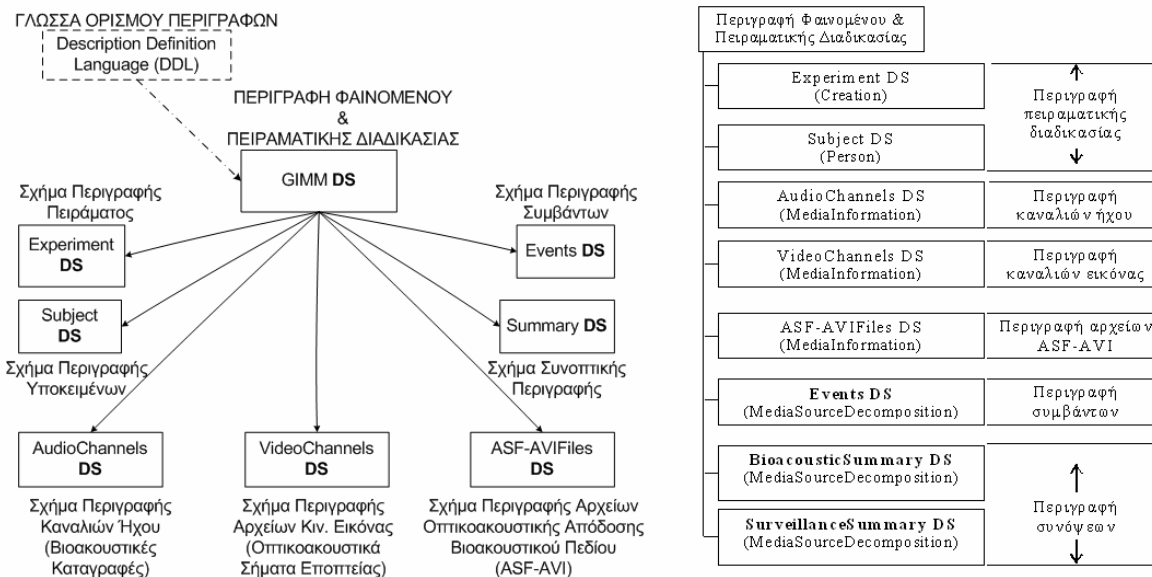 ΓΛΩΣΣΑ ΟΡΙΣΜΟΥ ΠΕΡΙΓΡΑΦΩΝ
Description Definition
Language (DDL)
ΠΕΡΙΓΡΑΦΗ ΦΑΙΝΟΜΕΝΟΥ
&
ΠΕΙΡΑΜΑΤΙΚΗΣ ΔΙΑΔΙΚΑΣΙΑΣ
GIMM DS
Σχήμα Περιγραφής
Πειράματος
Experiment
DS
Σχήμα Περιγραφής
Συμβάντων
Events DS
Subject
DS
Σχήμα Περιγραφής
Υποκειμένων
Summary DS
Σχήμα Συνοπτικής
Περιγραφής
AudioChannels
DS
Σχήμα Περιγραφής
Καναλιών Ήχου
(Βιοακουστικές
Καταγραφές)
VideoChannels
DS
Σχήμα Περιγραφής
Αρχείων Κιν. Εικόνας
(Οπτικοακουστικά
Σήματα Εποπτείας)
ASF-AVIFiles
DS
Σχήμα Περιγραφής Αρχείων
Οπτικοακουστικής Απόδοσης
Βιοακουστικού Πεδίου
(ASF-AVI)
Περιγραφή Φαινομένου &
Πειραματικής Διαδικασίας
Experiment DS
(Creation)
Subject DS
(Person)
Περιγραφή
πειραματικής
διαδικασίας
AudioChannels DS
(MediaInformation)
Περιγραφή
καναλιών ήχου
VideoChannels DS
(MediaInformation)
Περιγραφή
καναλιών εικόνας
ASF-AVIFiles DS
(MediaInformation)
Περιγραφή αρχείων
ASF-AVI
Events DS
(MediaSourceDecomposition)
Περιγραφή
συμβάντων
BioacousticSummary DS
(MediaSourceDecomposition)
SurveillanceSummary DS
(MediaSourceDecomposition)
Περιγραφή
συνόψεων